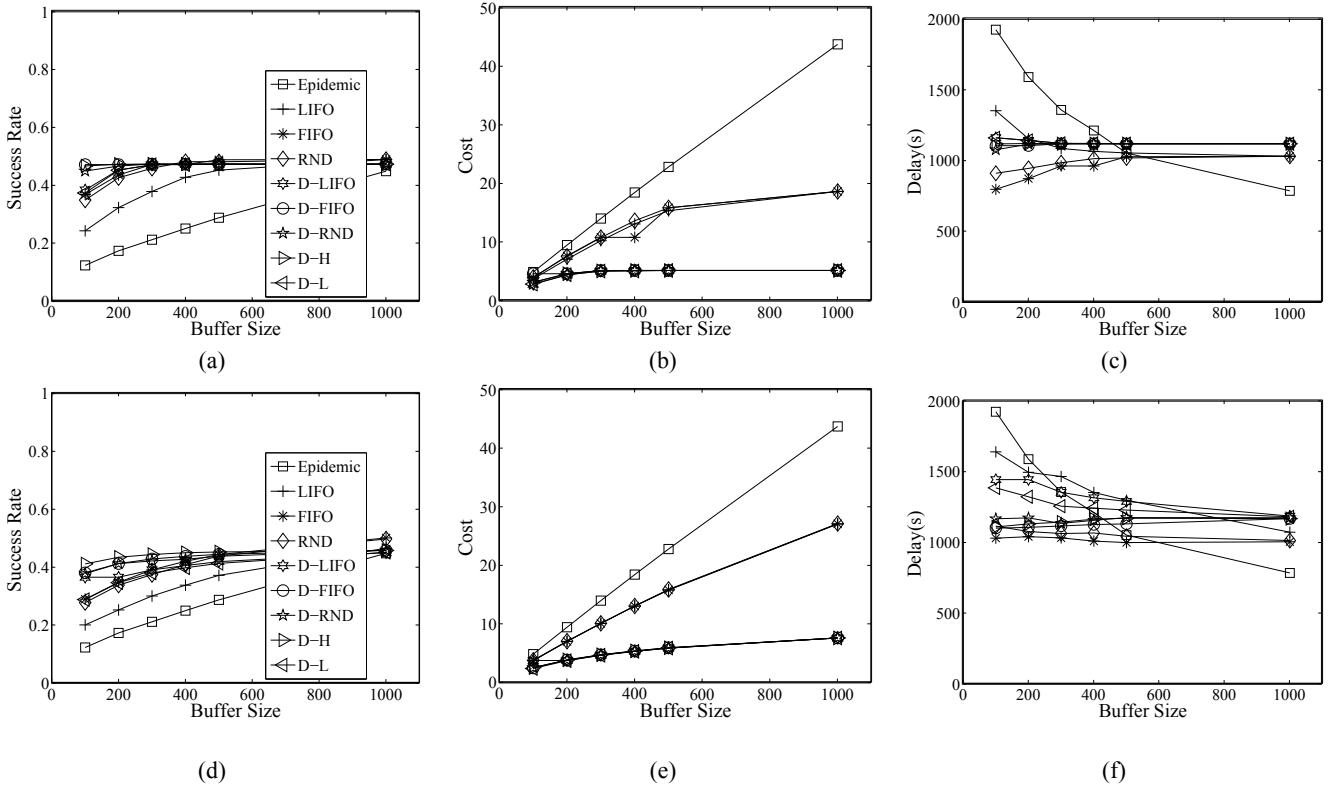 1
0.8
0.6
0.4
0.2
0
Success Rate
0 200 400 600 800 1000
Buffer Size
Epidemic
LIFO
FIFO
RND
D−LIFO
D−FIFO
D−RND
D−H
D−L
(a)
50
40
30
20
10
0
Cost
0 200 400 600 800 1000
Buffer Size
(b)
2000
1500
1000
500
0
Delay(s)
0 200 400 600 800 1000
Buffer Size
(c)
1
0.8
0.6
0.4
0.2
0
Success Rate
0 200 400 600 800 1000
Buffer Size
Epidemic
LIFO
FIFO
RND
D−LIFO
D−FIFO
D−RND
D−H
D−L
(d)
50
40
30
20
10
0
Cost
0 200 400 600 800 1000
Buffer Size
(e)
2000
1500
1000
500
0
Delay(s)
0 200 400 600 800 1000
Buffer Size
(f)